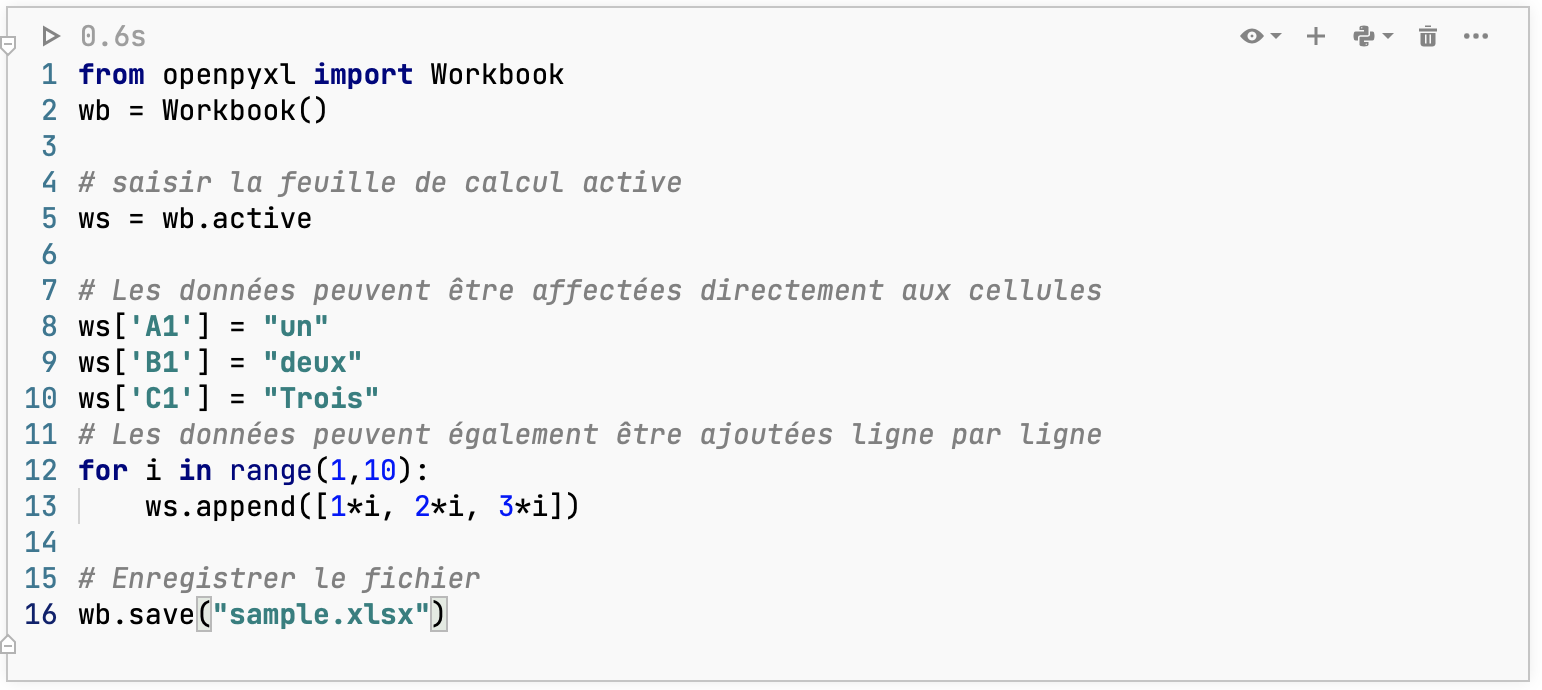 0.6s
1 from openpyxl import Workbook
2 wb = Workbook()
3
4 # saisir la feuille de calcul active
5 ws = wb.active
6
7 # Les données peuvent être affectées directement aux cellules
8 ws['A1'] = "un"
9 ws['B1'] = "deux"
10 ws['C1'] = "Trois"
11 # Les données peuvent également être ajoutées ligne par ligne
12 for i in range(1,10):
13     ws.append([1*i, 2*i, 3*i])
14
15 # Enregistrer le fichier
16 wb.save("sample.xlsx")